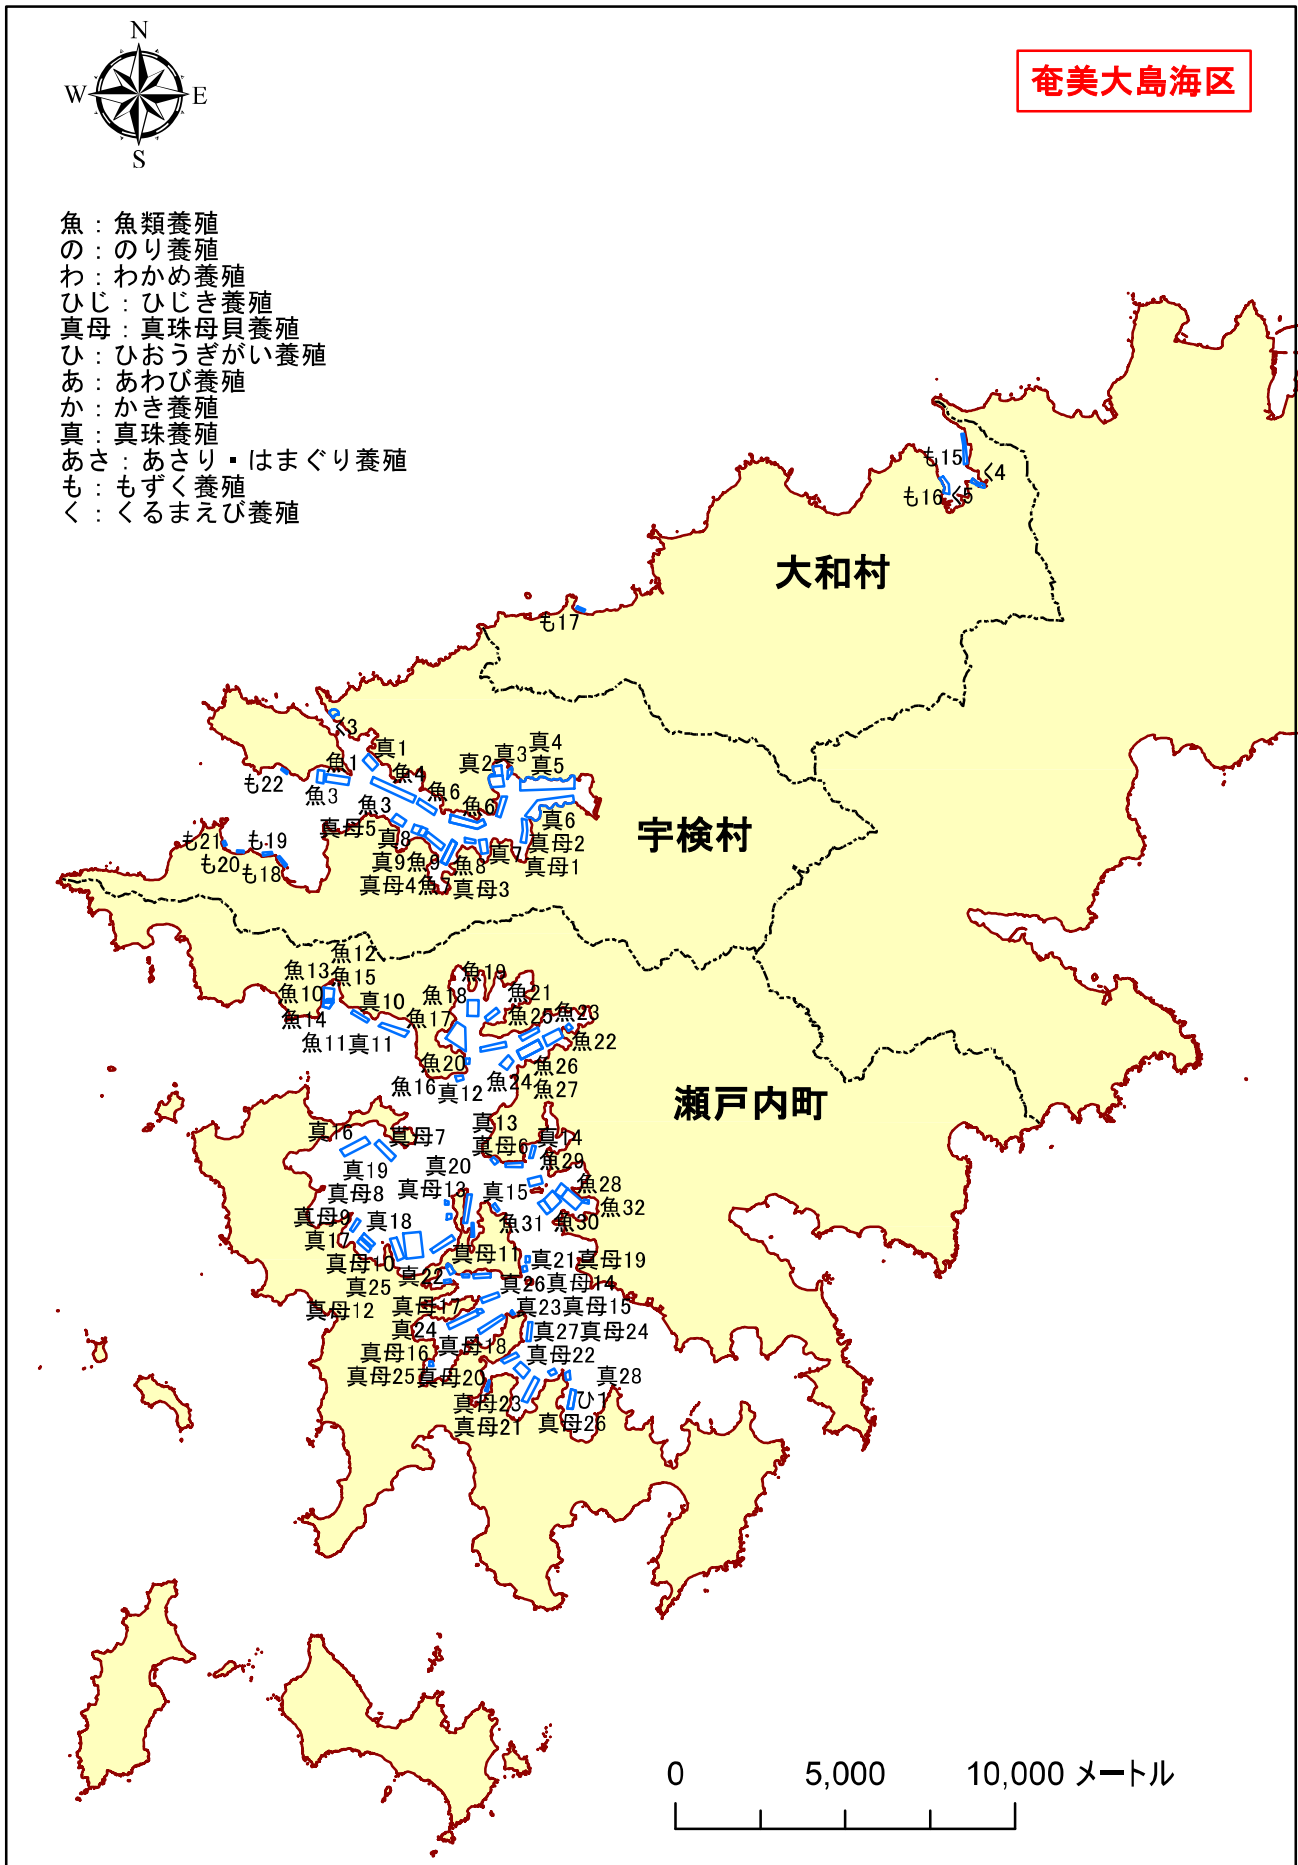 N
W E
S
奄美大島海区
魚：魚類養殖
の：のり養殖
わ：わかめ養殖
ひじ：ひじき養殖
真母：真珠母貝養殖
ひ：ひおうぎがい養殖
あ：あわび養殖
か：かき養殖
真：真珠養殖
あさ：あさり・はまぐり養殖
も：もずく養殖
く：くるまえび養殖
も15
く4
も16
く5
大和村
も17
く3
真1
真2
真3
真4
真5
魚1
魚4
魚6
魚6
も22
魚3
魚3
真母5
真8
真6
真母2
真母1
宇検村
も21
も19
も20
も18
真9
魚9
魚8
真7
真母4
魚7
真母3
魚12
魚13
魚15
魚10
魚14
真10
魚11
真11
魚19
魚18
魚21
魚17
魚25
魚23
魚22
魚20
魚26
魚16
真12
魚24
魚27
瀬戸内町
真13
真16
真母7
真母6
真14
真19
真20
魚29
真母8
真母13
真15
魚28
真母9
真18
魚32
魚31
魚30
真17
真母10
真母11
真21
真母19
真25
真22
真26
真母14
真母12
真母17
真23
真母15
真24
真27
真母24
真母16
真母18
真母22
真母25
真母20
真28
真母23
ひ1
真母21
真母26
0 5,000 10,000 メートル